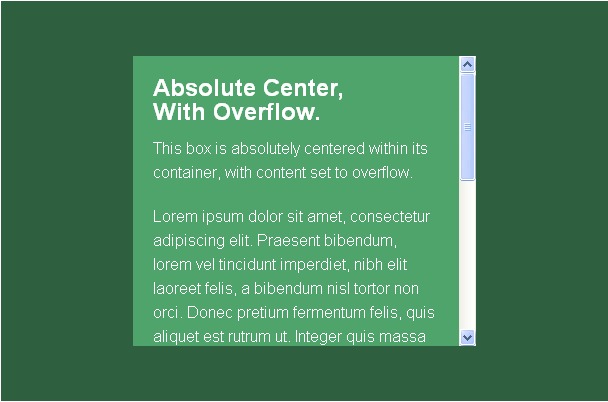 Absolute Center,
With Overflow.
This box is absolutely centered within its
container, with content set to overflow.
Lorem ipsum dolor sit amet, consectetur
adipiscing elit. Praesent bibendum,
lorem vel tincidunt imperdiet, nibh elit
laoreet felis, a bibendum nisl tortor non
orci. Donec pretium fermentum felis, quis
aliquet est rutrum ut. Integer quis massa